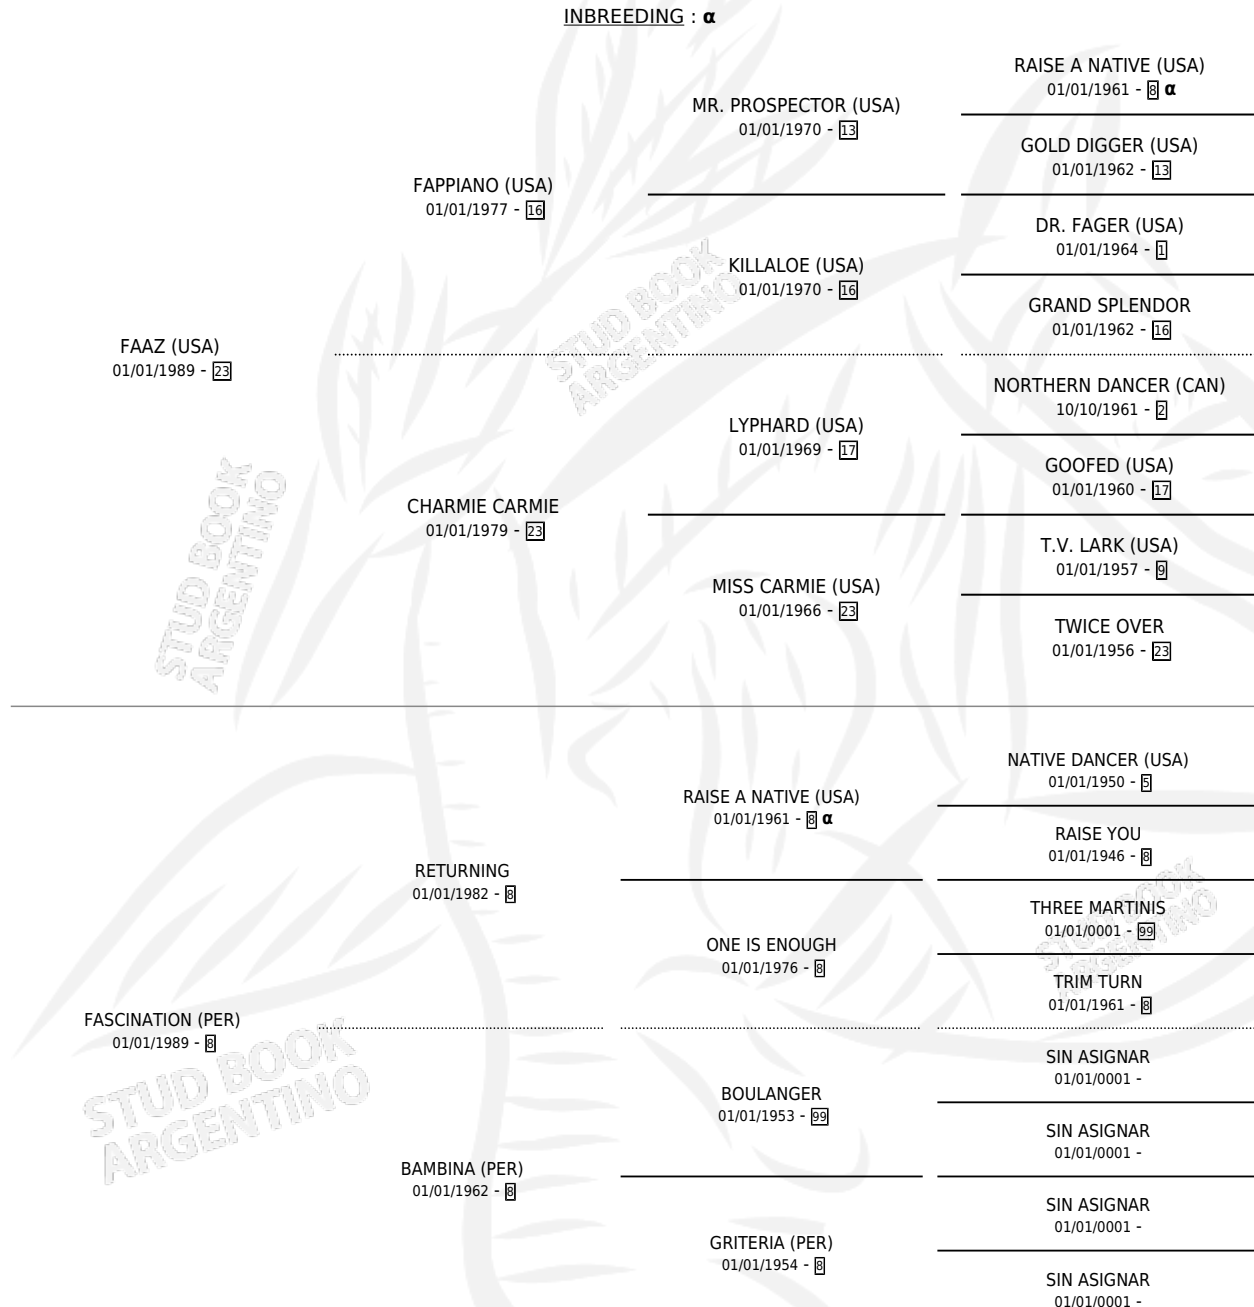 INBREEDING : α
RAISE A NATIVE (USA)
01/01/1961 - 8 α
MR. PROSPECTOR (USA)
01/01/1970 - 13
GOLD DIGGER (USA)
01/01/1962 - 13
FAPPIANO (USA)
01/01/1977 - 16
DR. FAGER (USA)
01/01/1964 - 1
KILLALOE (USA)
01/01/1970 - 16
GRAND SPLENDOR
01/01/1962 - 16
FAAZ (USA)
01/01/1989 - 23
NORTHERN DANCER (CAN)
10/10/1961 - 2
LYPHARD (USA)
01/01/1969 - 17
GOOFED (USA)
01/01/1960 - 17
CHARMIE CARMIE
01/01/1979 - 23
T.V. LARK (USA)
01/01/1957 - 9
MISS CARMIE (USA)
01/01/1966 - 23
TWICE OVER
01/01/1956 - 23
NATIVE DANCER (USA)
01/01/1950 - 5
RAISE A NATIVE (USA)
01/01/1961 - 8 α
RAISE YOU
01/01/1946 - 8
RETURNING
01/01/1982 - 8
THREE MARTINIS
01/01/0001 - 99
ONE IS ENOUGH
01/01/1976 - 8
TRIM TURN
01/01/1961 - 8
FASCINATION (PER)
01/01/1989 - 8
SIN ASIGNAR
01/01/0001 -
BOULANGER
01/01/1953 - 99
SIN ASIGNAR
01/01/0001 -
BAMBINA (PER)
01/01/1962 - 8
SIN ASIGNAR
01/01/0001 -
GRITERIA (PER)
01/01/1954 - 8
SIN ASIGNAR
01/01/0001 -
STUD BOOK
ARGENTINO
STUD BOOK
ARGENTINO
STUD BOOK
ARGENTINO
STUD BOOK
ARGENTINO